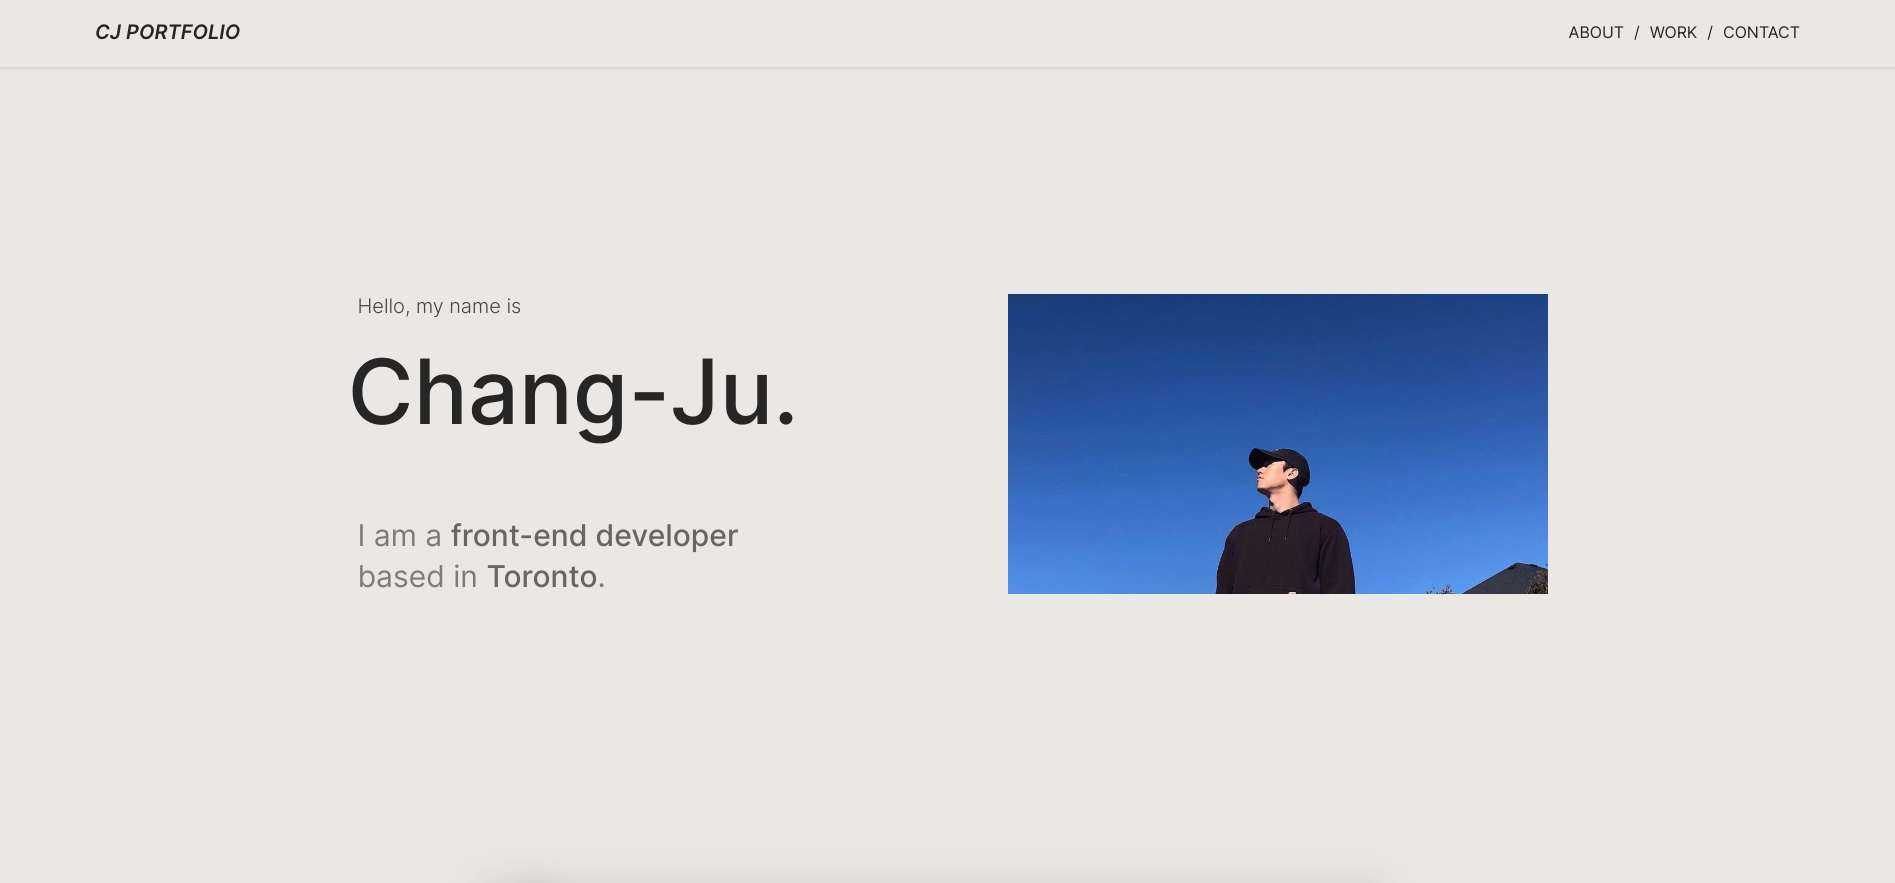 CJ PORTFOLIO
ABOUT / WORK / CONTACT
Hello, my name is
Chang-Ju.
I am a front-end developer
based in Toronto.